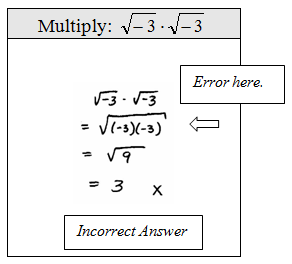 Multiply: √−3 · √−3
Error here.
√-3 · √-3
= √(-3)(-3)
= √9
= 3 x
Incorrect Answer